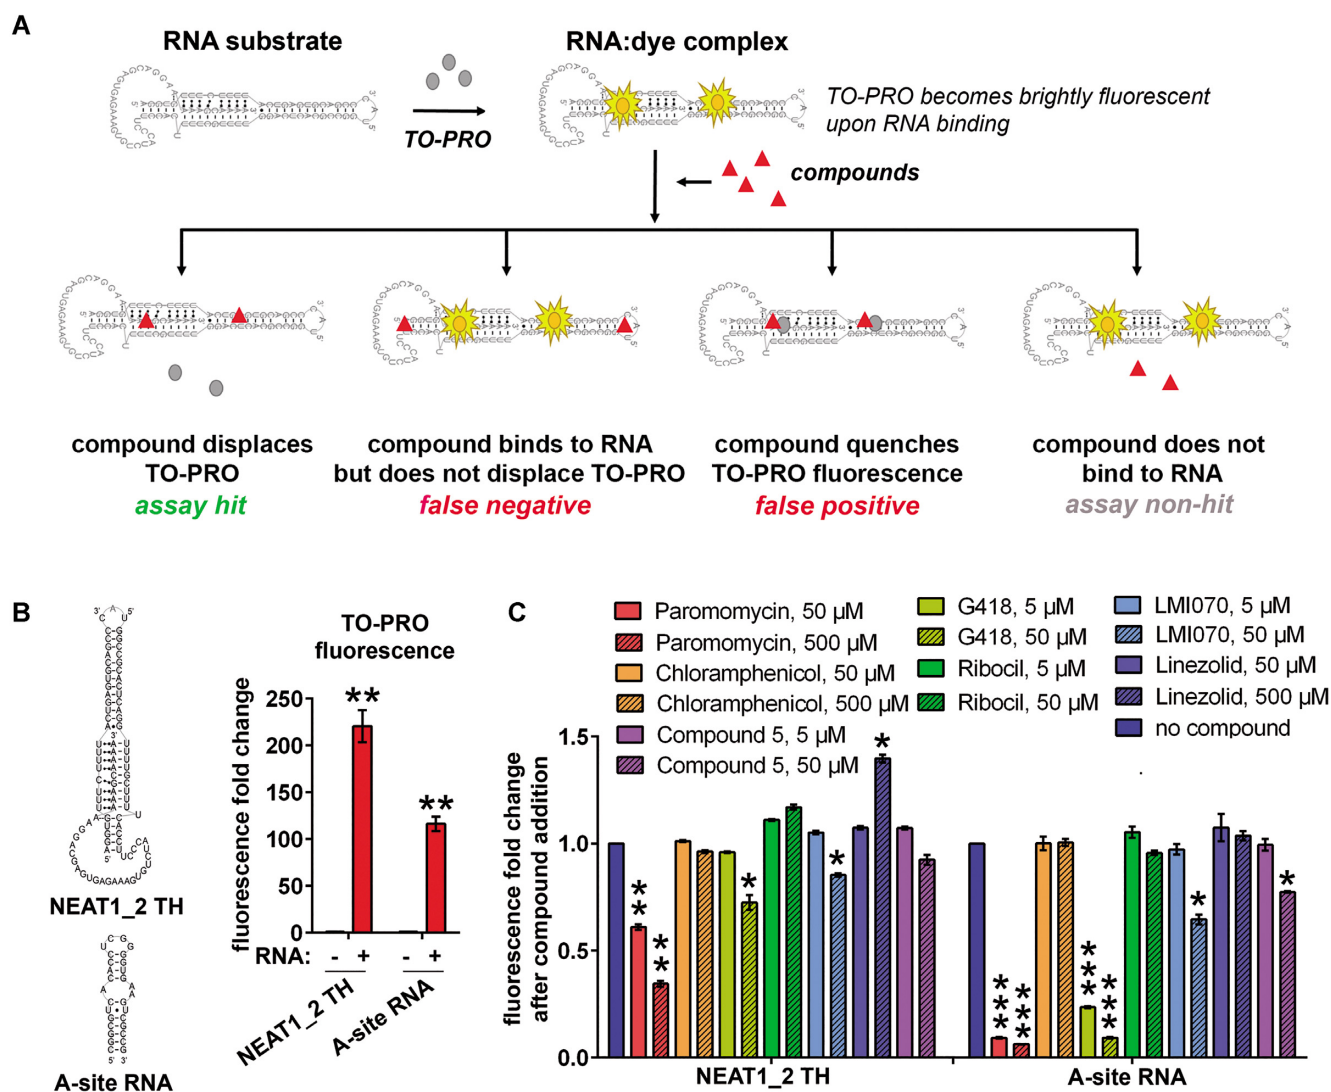 A
RNA substrate
TO-PRO
RNA:dye complex
TO-PRO becomes brightly fluorescent
upon RNA binding
compounds
compound displaces
TO-PRO
assay hit
compound binds to RNA
but does not displace TO-PRO
false negative
compound quenches
TO-PRO fluorescence
false positive
compound does not
bind to RNA
assay non-hit
B
NEAT1_2 TH
A-site RNA
TO-PRO
fluorescence
fluorescence fold change
250
200
150
100
50
0
**
**
RNA: - + - +
NEAT1_2 TH
A-site RNA
C
Paromomycin, 50 µM
Paromomycin, 500 µM
Chloramphenicol, 50 µM
Chloramphenicol, 500 µM
Compound 5, 5 µM
Compound 5, 50 µM
G418, 5 µM
G418, 50 µM
Ribocil, 5 µM
Ribocil, 50 µM
LMI070, 5 µM
LMI070, 50 µM
Linezolid, 50 µM
Linezolid, 500 µM
no compound
fluorescence fold change
after compound addition
1.5
1.0
0.5
0.0
**
**
*
*
*
***
***
***
***
*
*
NEAT1_2 TH
A-site RNA